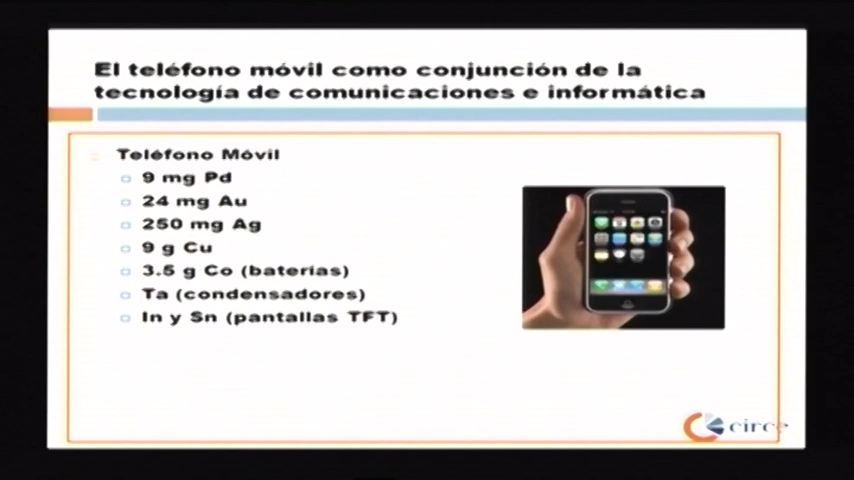 El teléfono móvil como conjunción de la
tecnología de comunicaciones e informática
Teléfono Móvil
9 mg Pd
24 mg Au
250 mg Ag
9 g Cu
3.5 g Co (baterías)
Ta (condensadores)
In y Sn (pantallas TFT)
circe